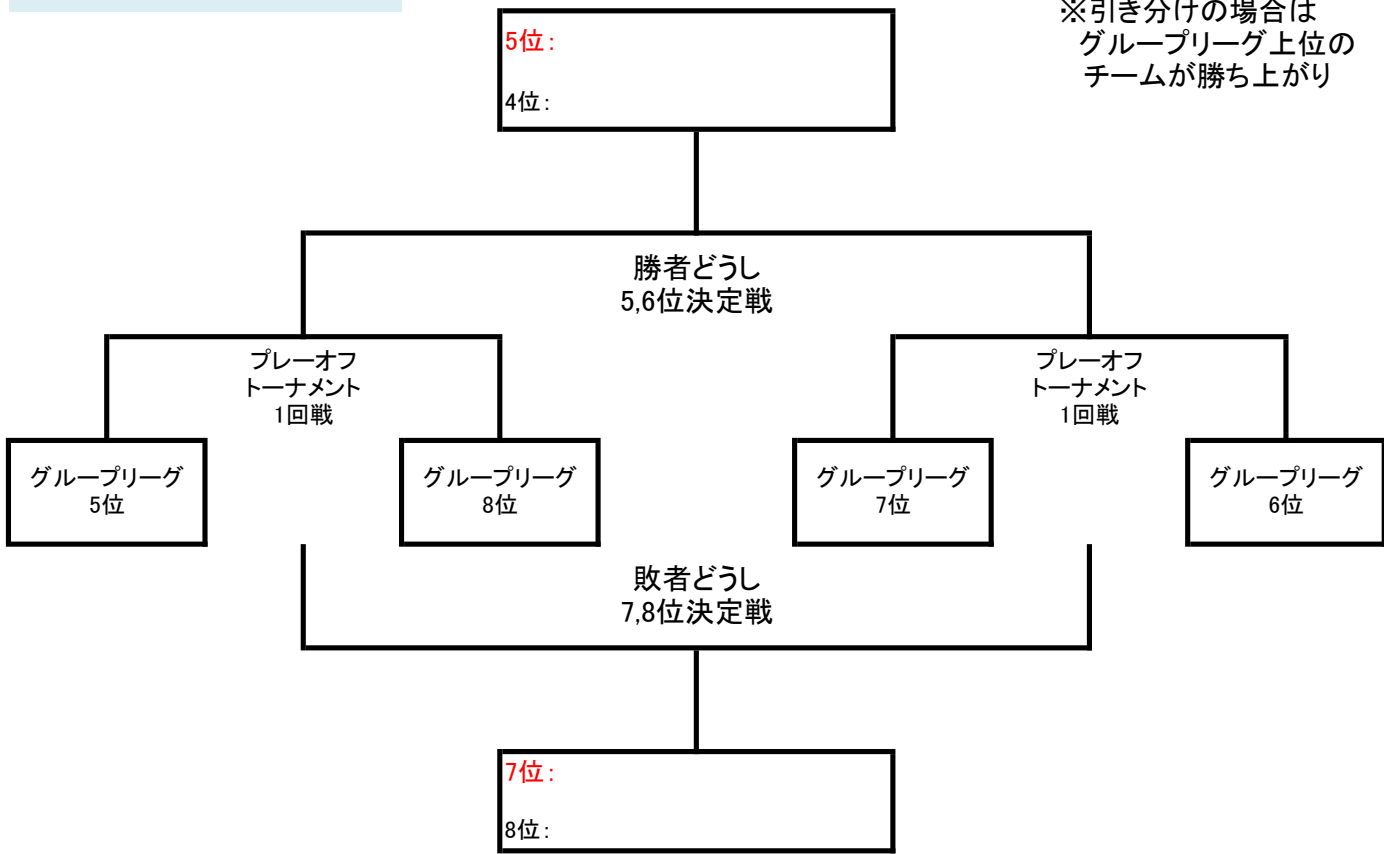 ※引き分けの場合は
グループリーグ上位の
チームが勝ち上がり
5位：
4位：
勝者どうし
5,6位決定戦
プレーオフ
トーナメント
1回戦
プレーオフ
トーナメント
1回戦
グループリーグ
5位
グループリーグ
8位
グループリーグ
7位
グループリーグ
6位
敗者どうし
7,8位決定戦
7位：
8位：